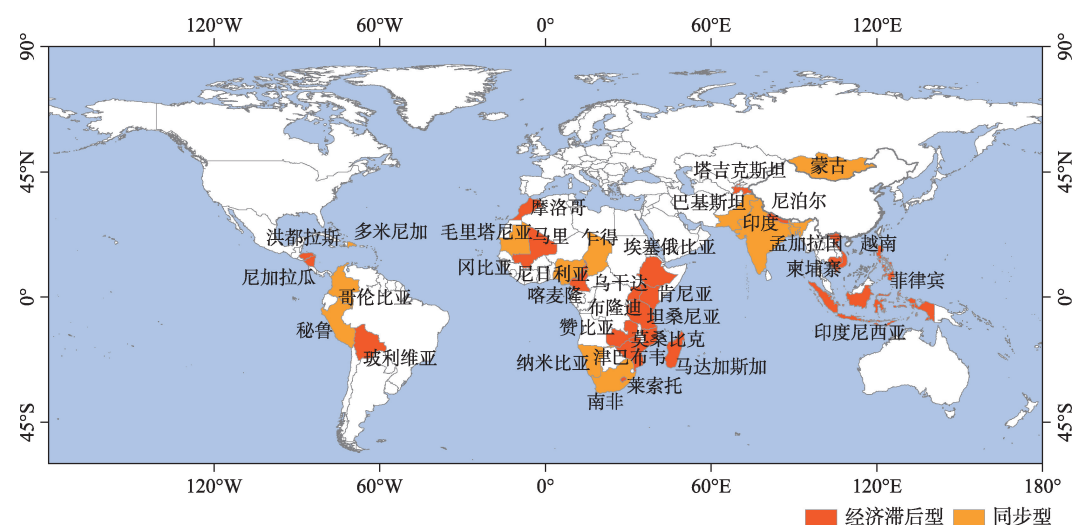 120°W 60°W 0° 60°E 120°E
90° 90°
塔吉克斯坦 蒙古
45°N 45°N
巴基斯坦 尼泊尔
摩洛哥
印度
洪都拉斯 多米尼加 毛里塔尼亚 马里 乍得 埃塞俄比亚 孟加拉国 越南
冈比亚 尼日利亚 乌干达 柬埔寨
尼加拉瓜 菲律宾
0° 哥伦比亚 喀麦隆 肯尼亚 0°
布隆迪 坦桑尼亚
秘鲁 赞比亚 莫桑比克 印度尼西亚
玻利维亚 纳米比亚 津巴布韦 马达加斯加
莱索托
南非
45°S 45°S
120°W 60°W 0° 60°E 120°E 180°
经济滞后型 同步型